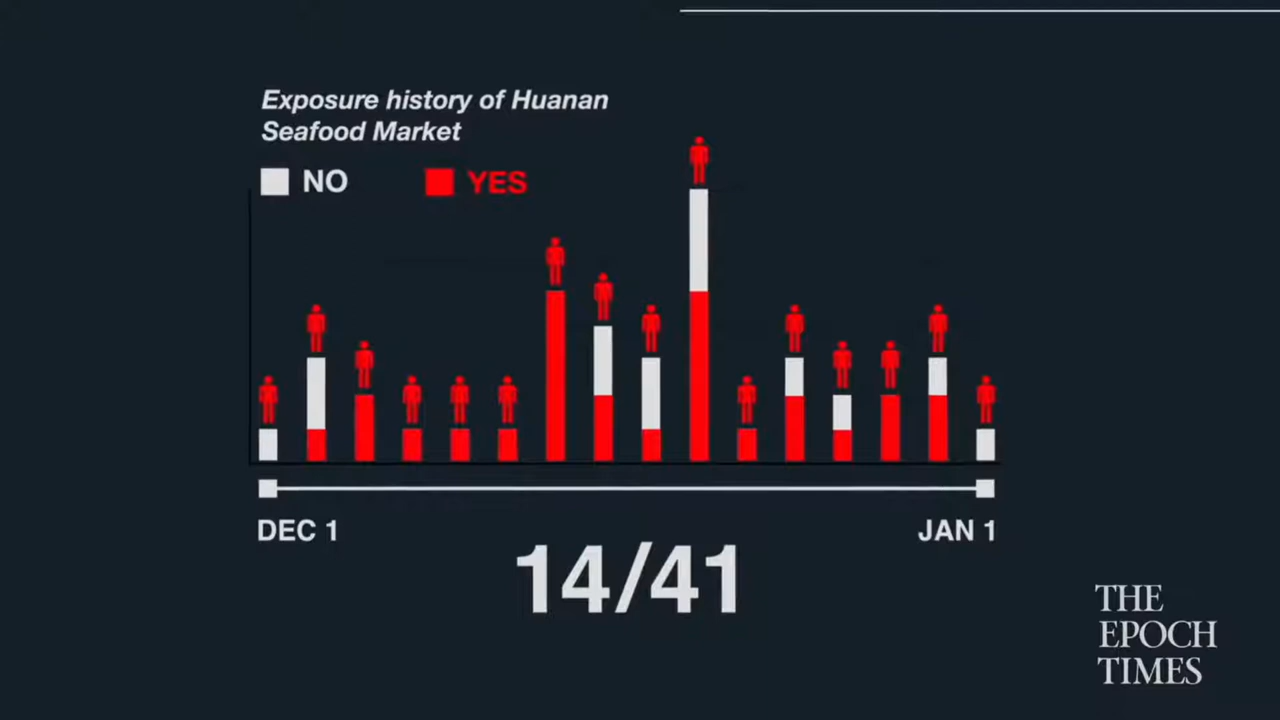 Exposure history of Huanan
Seafood Market
NO YES
DEC 1 JAN 1
14/41
THE
EPOCH
TIMES